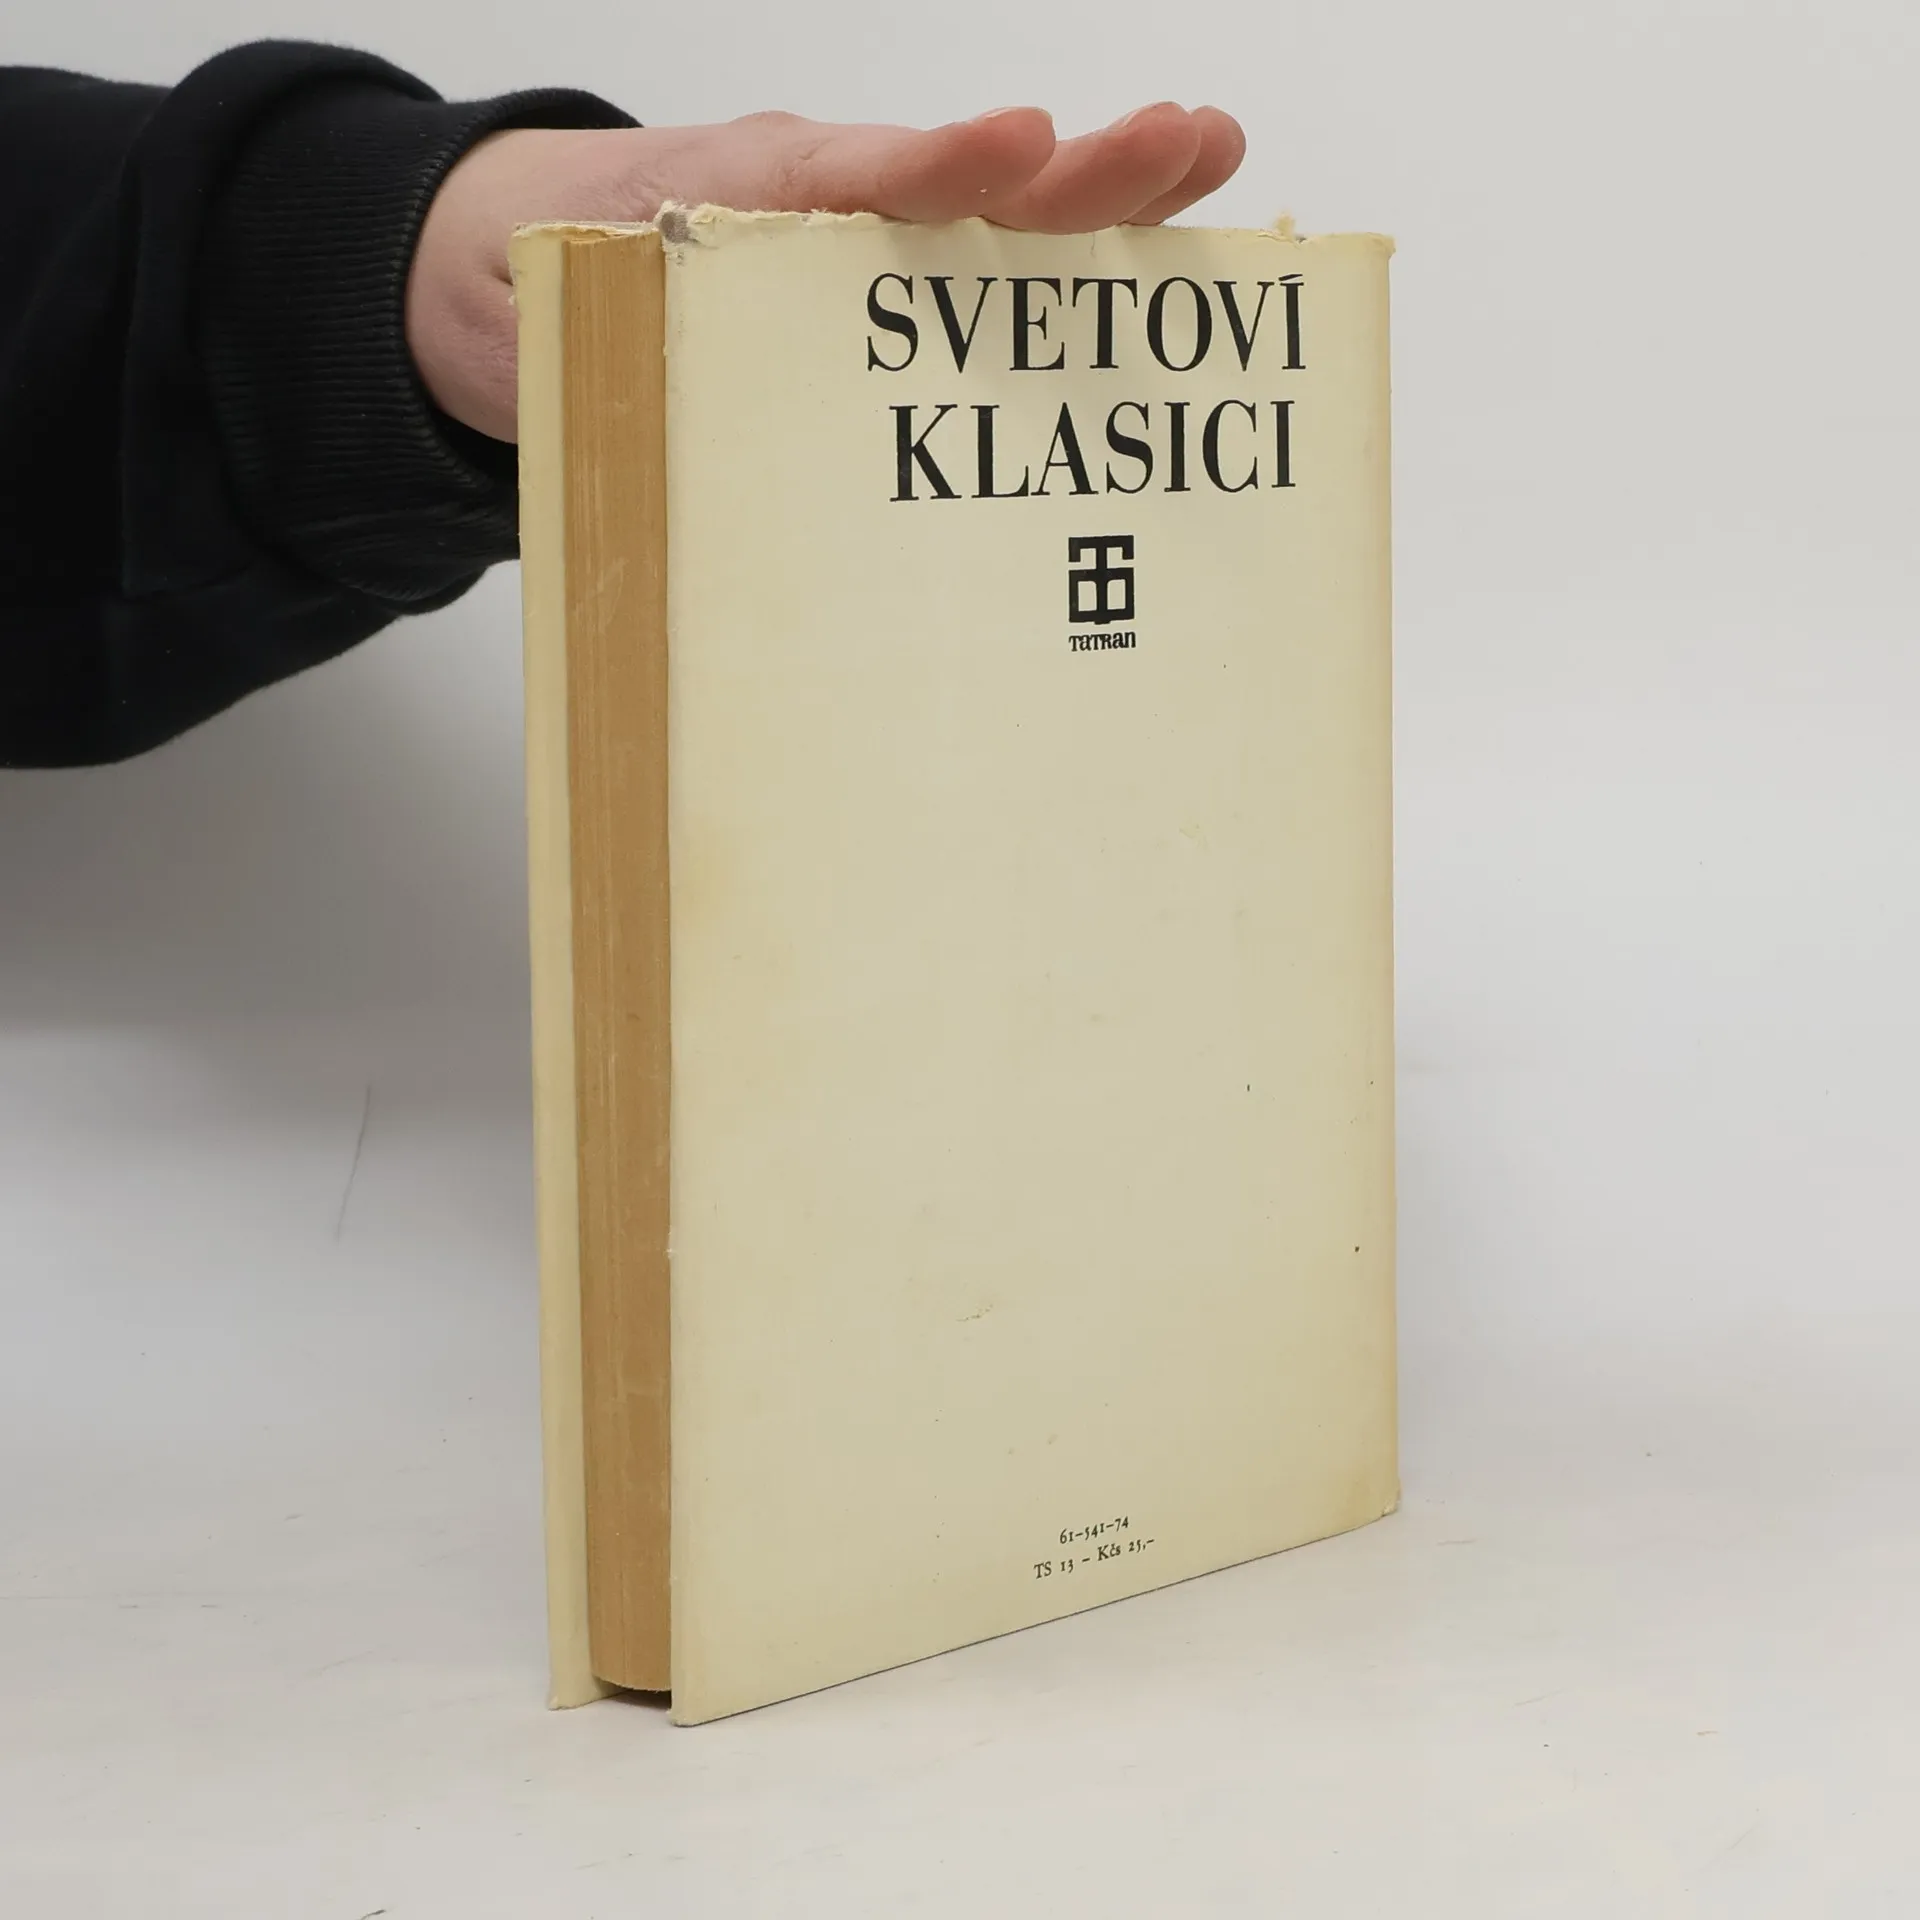 SVETOVÍ
KLASICI
TATRAN
61-541-74
TS 13 - Kčs 25,-